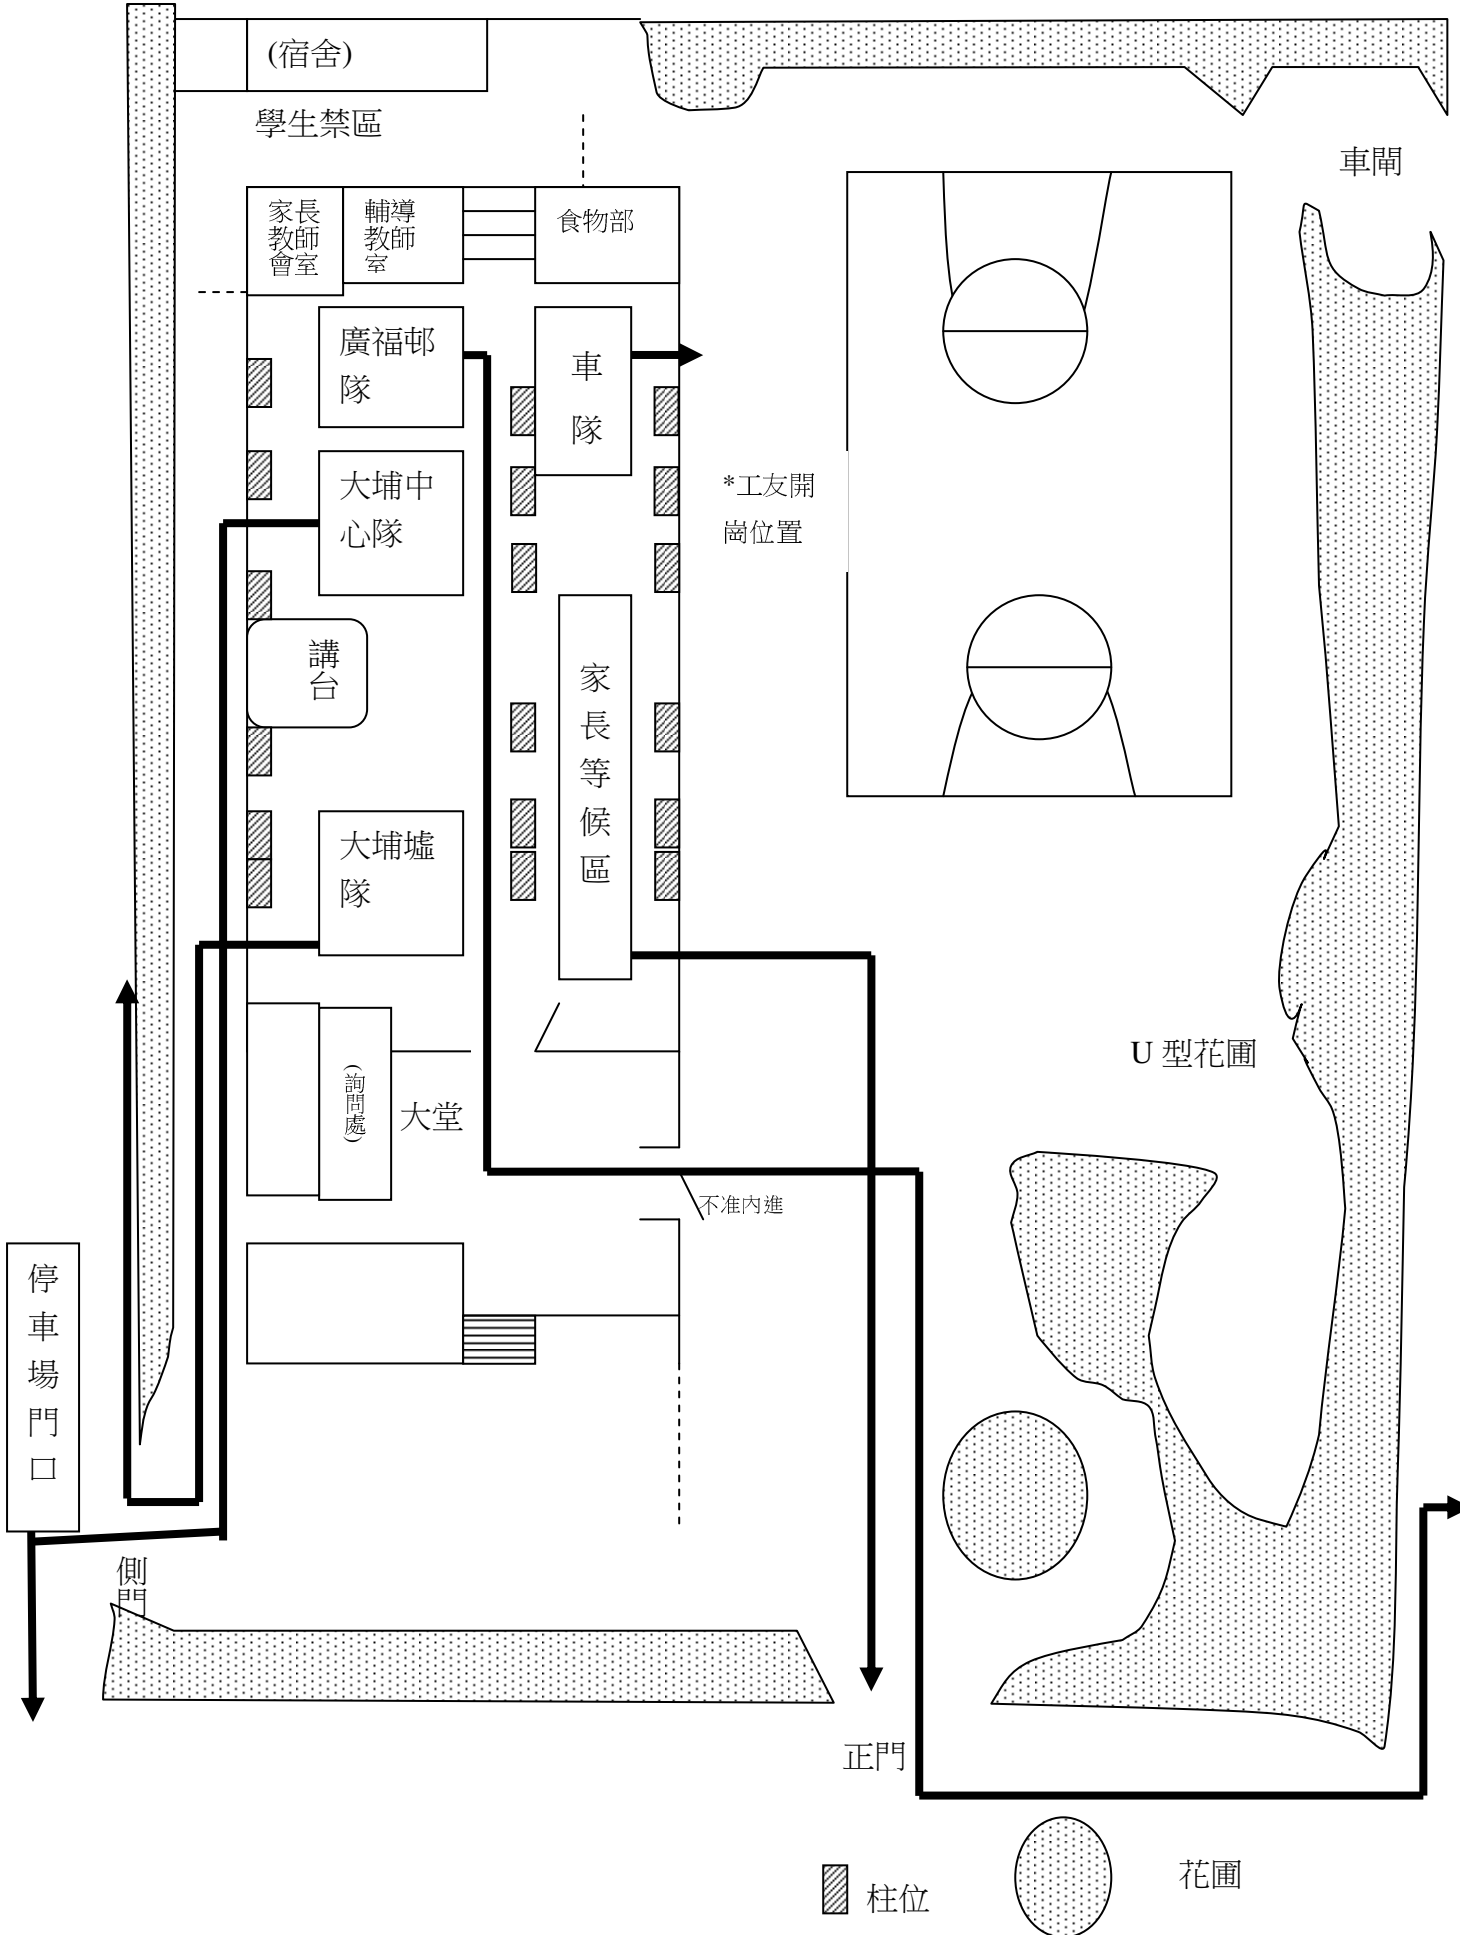 (宿舍)
學生禁區
車閘
家長
教師
會室
輔導
教師
室
食物部
廣福邨
隊
車
隊
大埔中
心隊
*工友開
崗位置
講
台
家
長
等
候
區
大埔墟
隊
U 型花圃
(詢問處)
大堂
不准內進
停
車
場
門
口
側
門
正門
柱位
花圃